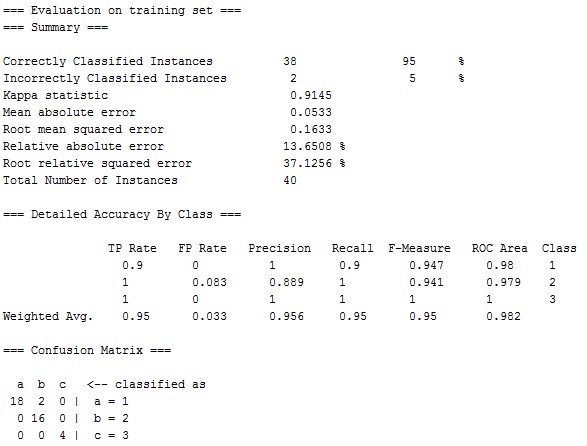 === Evaluation on training set ===
=== Summary ===
Correctly Classified Instances 38 95 %
Incorrectly Classified Instances 2 5 %
Kappa statistic 0.9145
Mean absolute error 0.0533
Root mean squared error 0.1633
Relative absolute error 13.6508 %
Root relative squared error 37.1256 %
Total Number of Instances 40
=== Detailed Accuracy By Class ===
TP Rate FP Rate Precision Recall F-Measure ROC Area Class
0.9 0 1 0.9 0.947 0.98 1
1 0.083 0.889 1 0.941 0.979 2
1 0 1 1 1 1 3
Weighted Avg. 0.95 0.033 0.956 0.95 0.95 0.982
=== Confusion Matrix ===
a b c <-- classified as
18 2 0 | a = 1
0 16 0 | b = 2
0 0 4 | c = 3